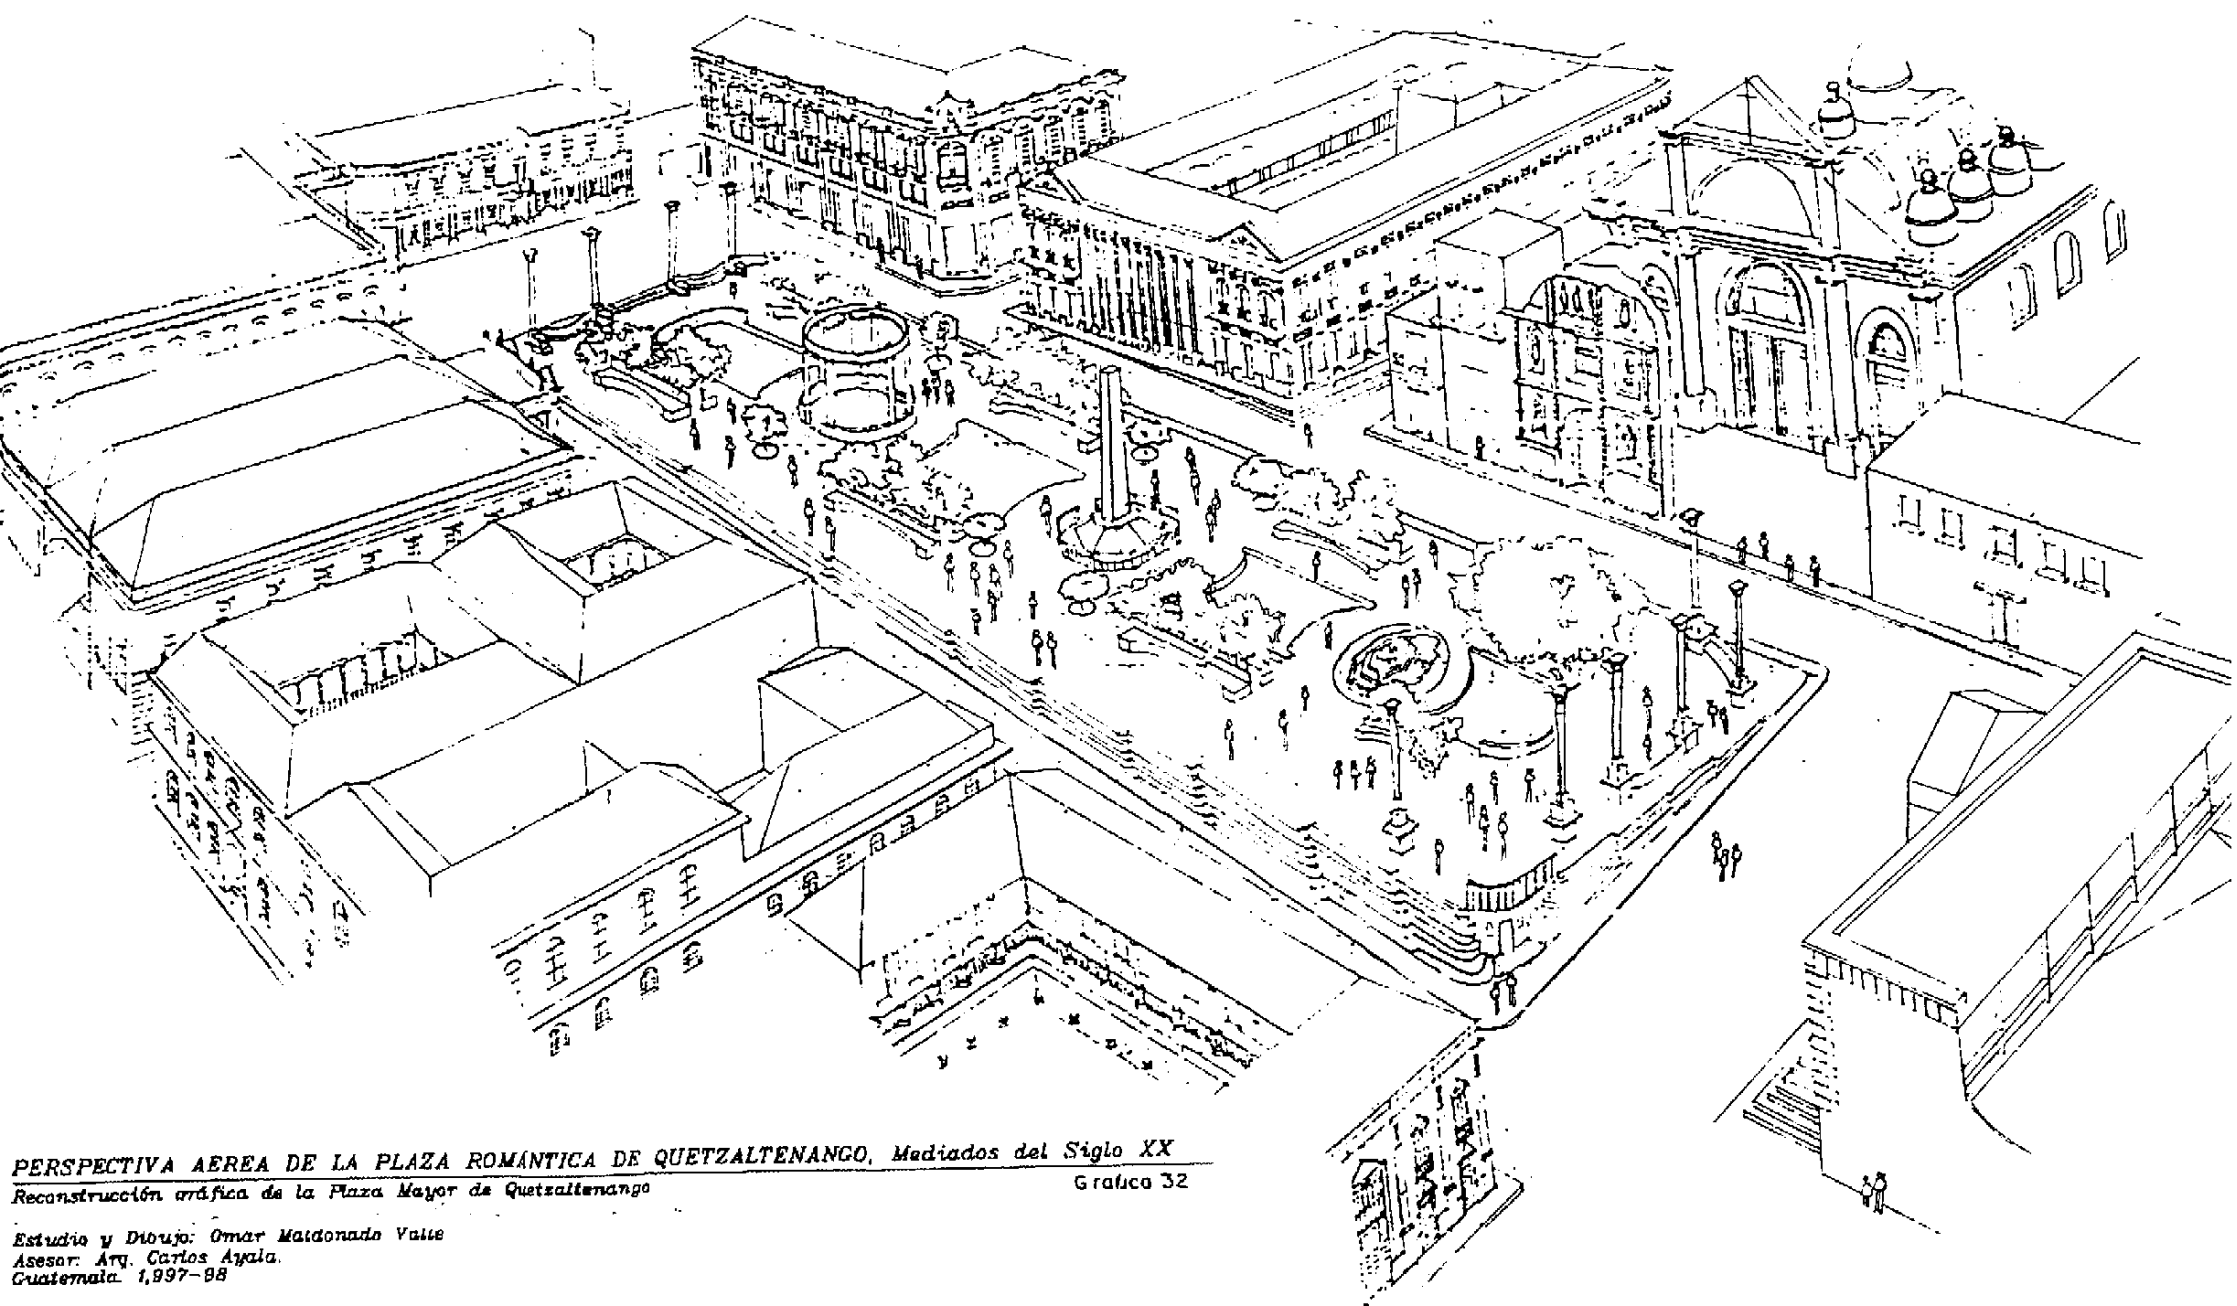 PERSPECTIVA AEREA DE LA PLAZA ROMÁNTICA DE QUETZALTENANGO, Mediados del Siglo XX
Reconstrucción gráfica de la Plaza Mayor de Quetzaltenango
Grafico 32
Estudio y Dibujo: Omar Maldonado Valle
Asesor: Arq. Carlos Ayala.
Guatemala 1,997-98